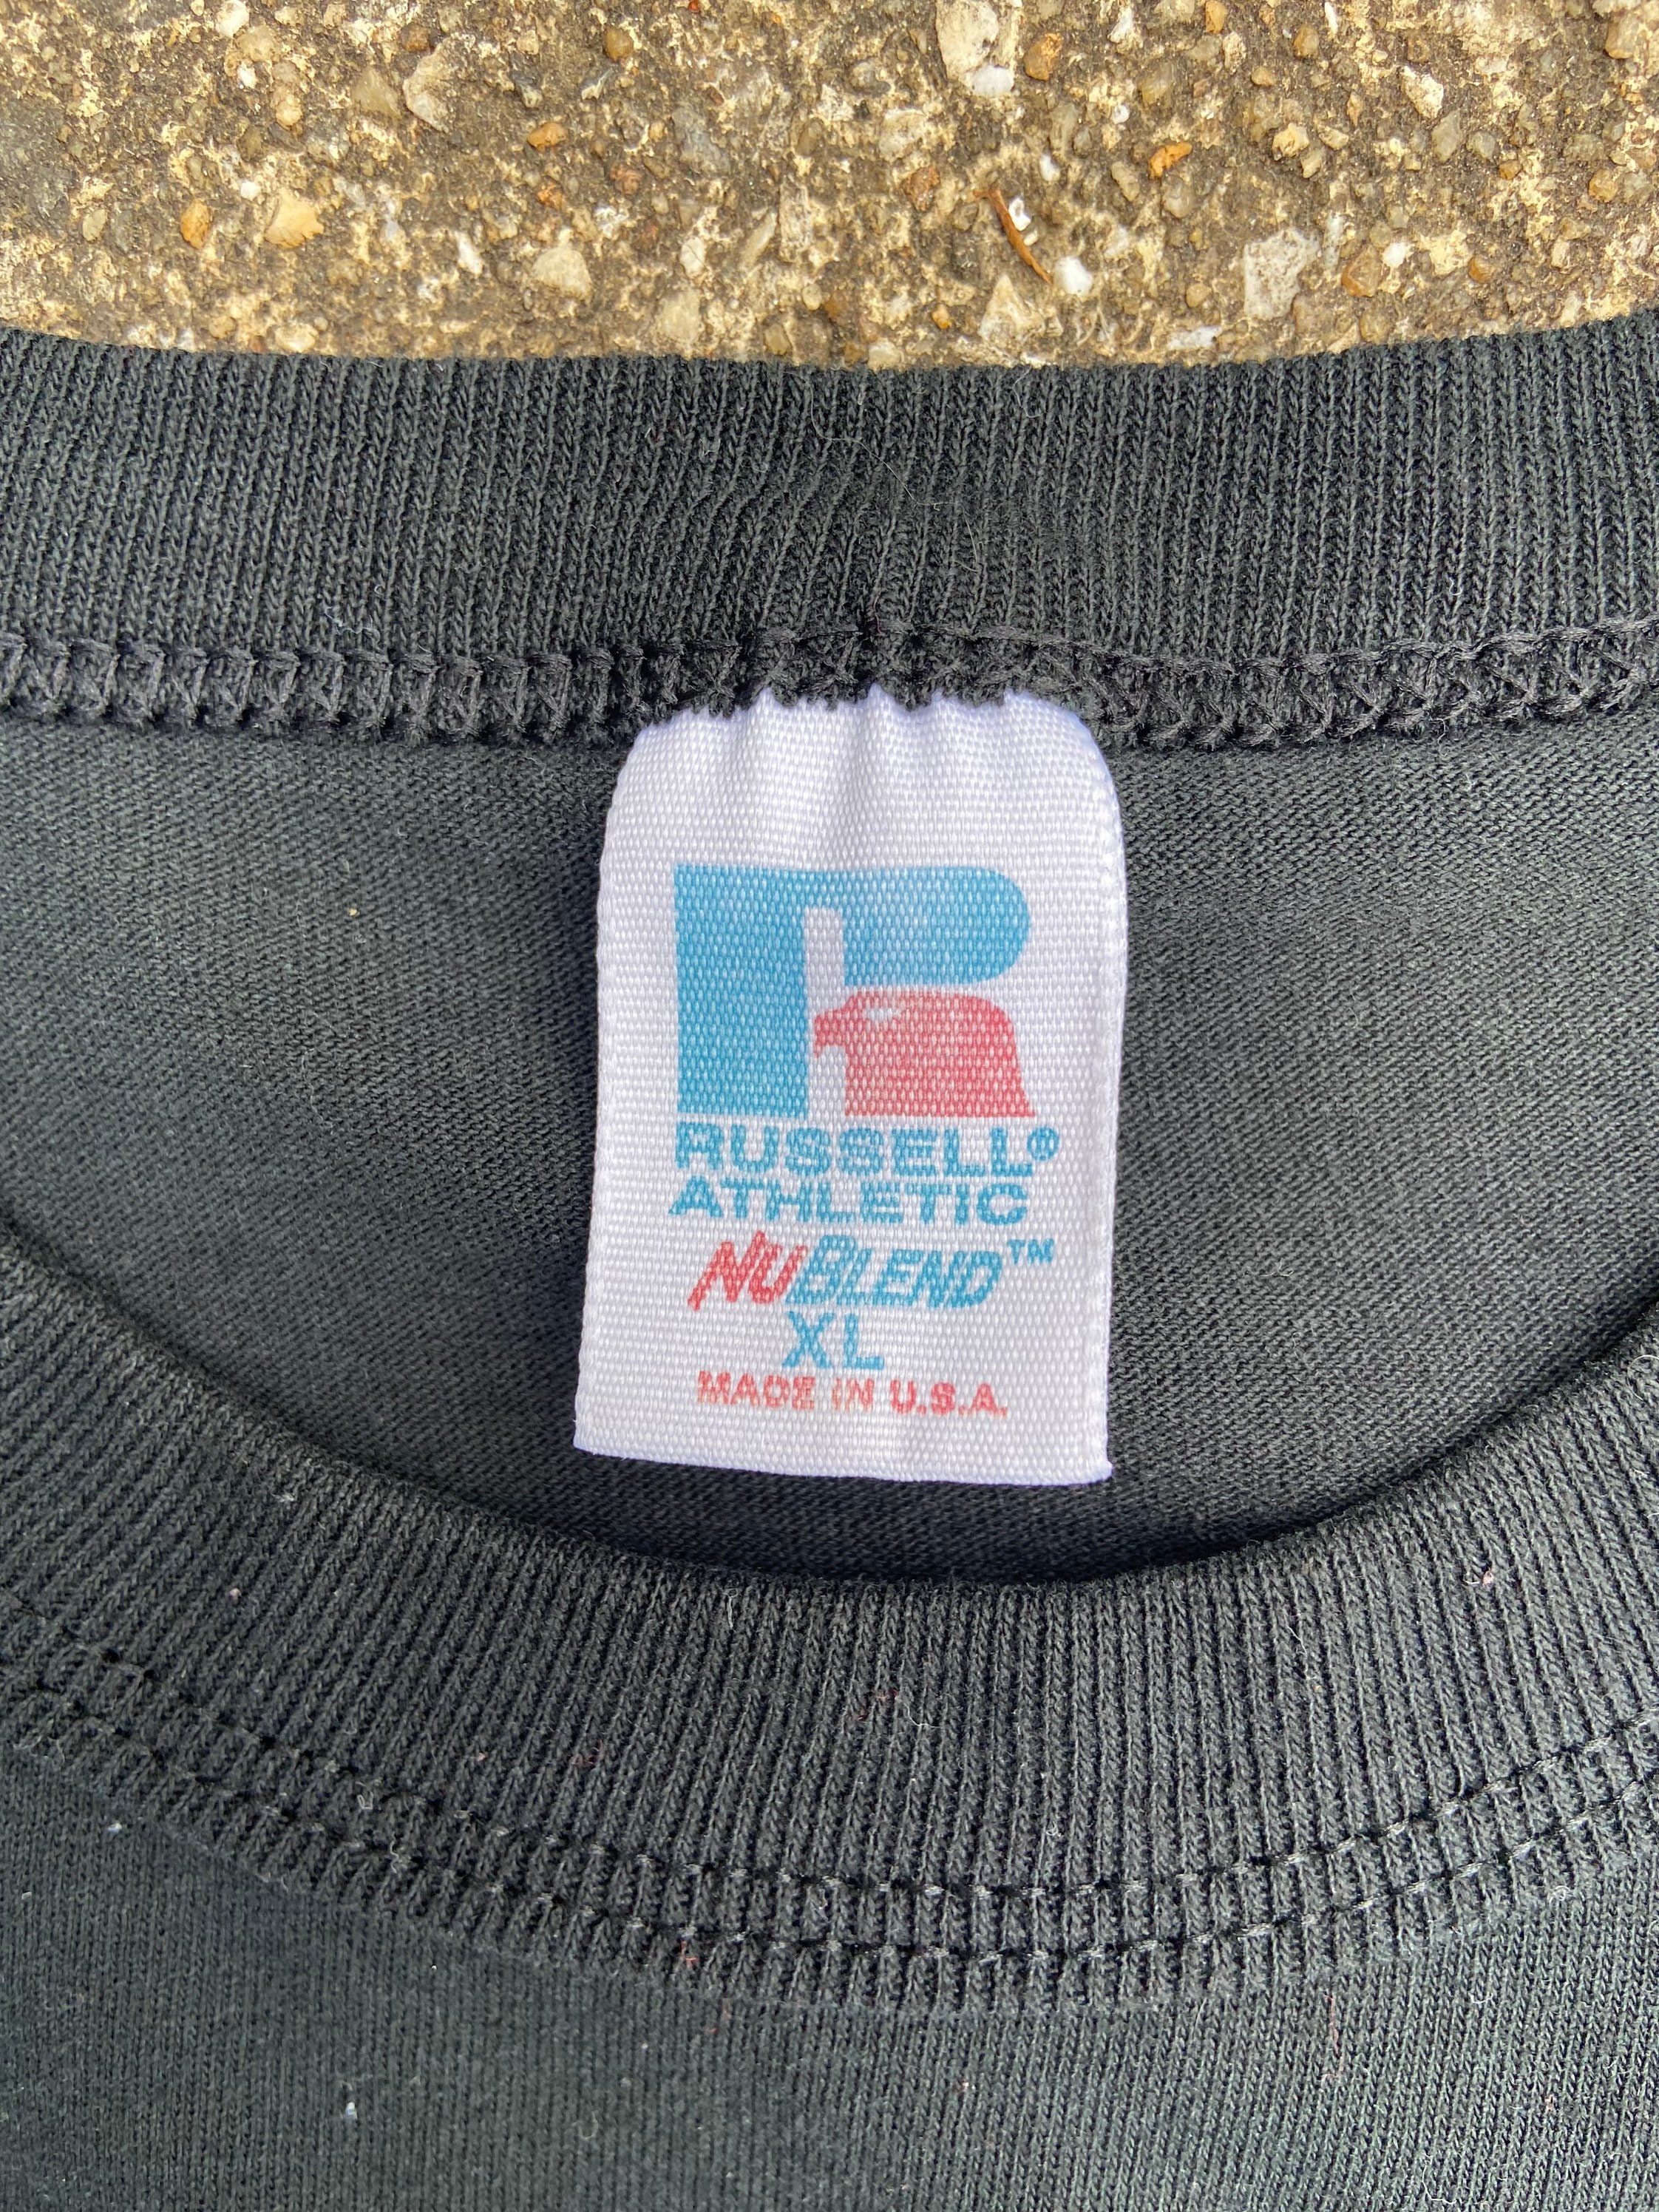 R
RUSSELL®
ATHLETIC
NUBLEND™
XL
MADE IN U.S.A.